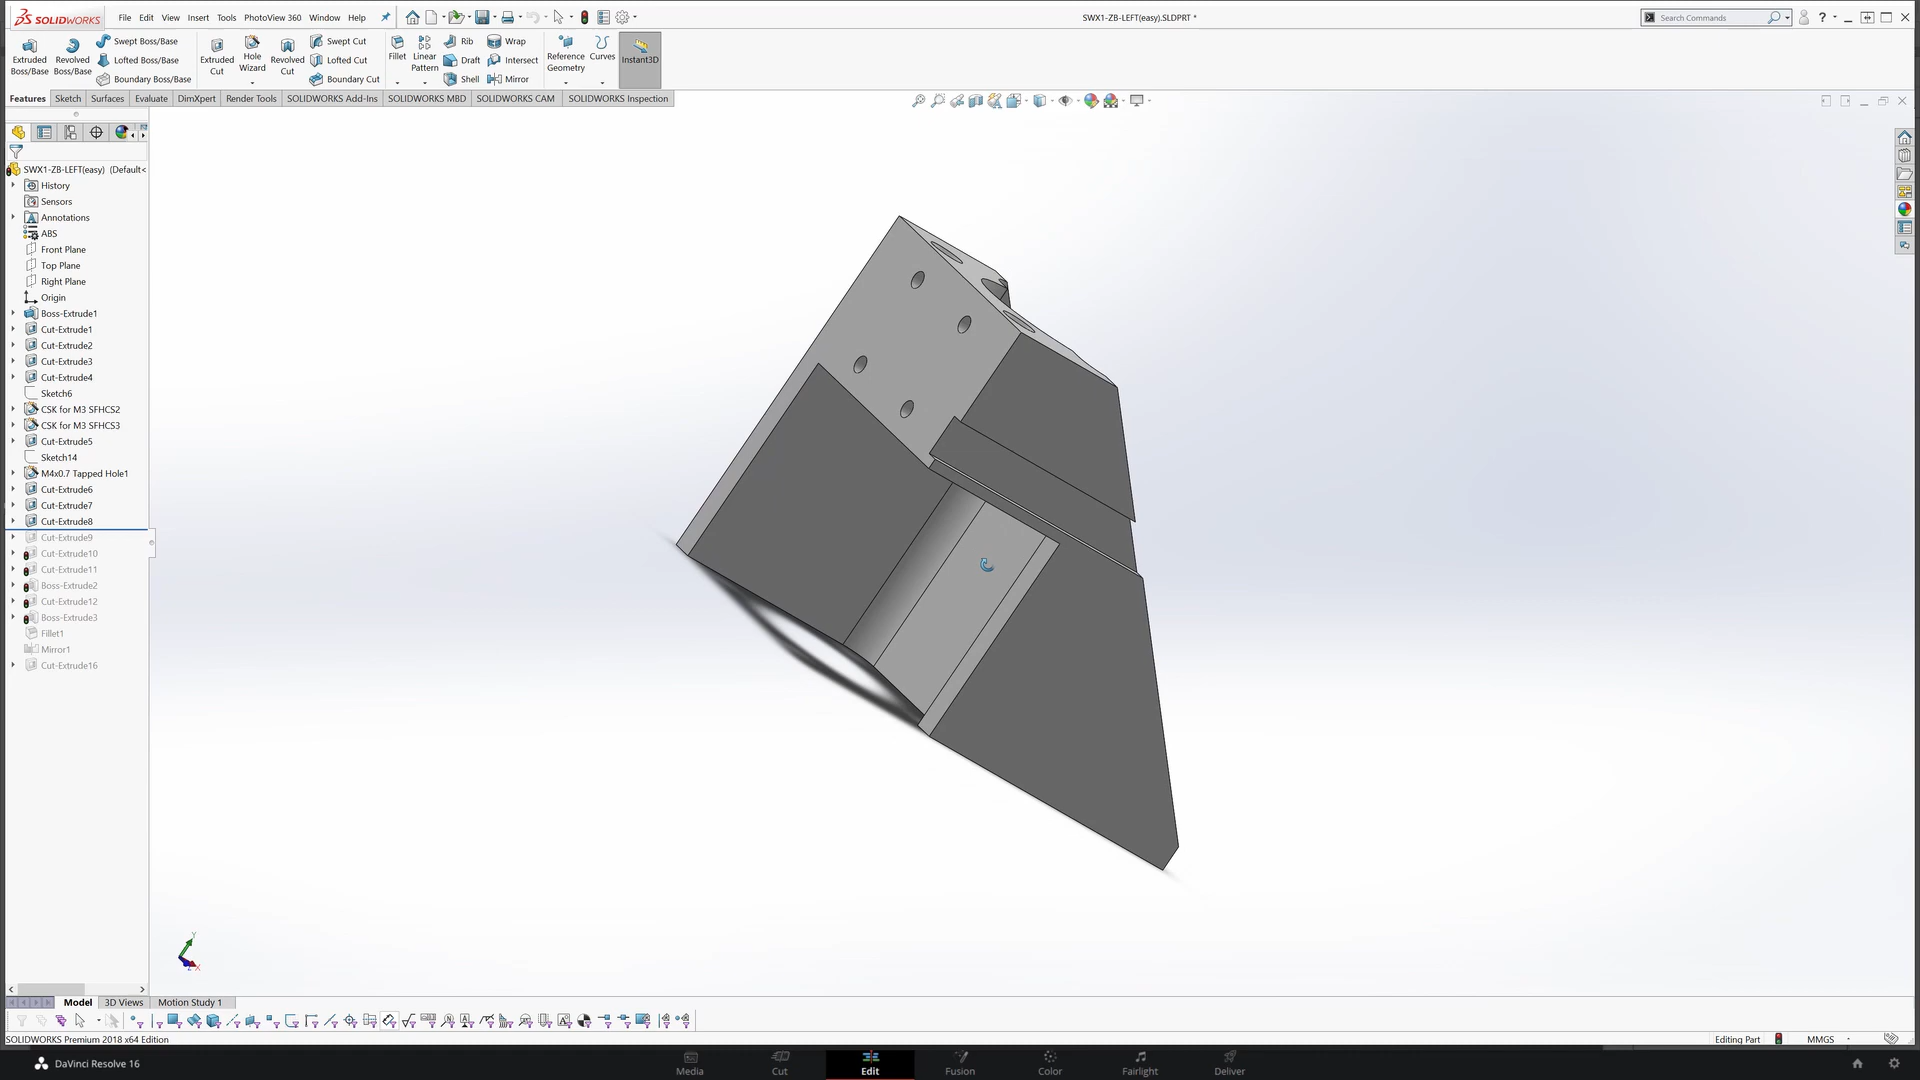 SOLIDWORKS File Edit View Insert Tools PhotoView 360 Window Help SWX1-ZB-LEFT(easy).SLDPRT * Search Commands
Extruded Boss/Base
Revolved Boss/Base
Swept Boss/Base
Lofted Boss/Base
Boundary Boss/Base
Extruded Cut
Hole Wizard
Revolved Cut
Swept Cut
Lofted Cut
Boundary Cut
Fillet
Linear Pattern
Rib
Draft
Shell
Wrap
Intersect
Mirror
Reference Geometry
Curves
Instant3D
Features Sketch Surfaces Evaluate DimXpert Render Tools SOLIDWORKS Add-Ins SOLIDWORKS MBD SOLIDWORKS CAM SOLIDWORKS Inspection
SWX1-ZB-LEFT(easy) (Default<
History
Sensors
Annotations
ABS
Front Plane
Top Plane
Right Plane
Origin
Boss-Extrude1
Cut-Extrude1
Cut-Extrude2
Cut-Extrude3
Cut-Extrude4
Sketch6
CSK for M3 SFHCS2
CSK for M3 SFHCS3
Cut-Extrude5
Sketch14
M4x0.7 Tapped Hole1
Cut-Extrude6
Cut-Extrude7
Cut-Extrude8
Cut-Extrude9
Cut-Extrude10
Cut-Extrude11
Boss-Extrude2
Cut-Extrude12
Boss-Extrude3
Fillet1
Mirror1
Cut-Extrude16
Y
Z X
Model 3D Views Motion Study 1
SOLIDWORKS Premium 2018 x64 Edition Editing Part MMGS
DaVinci Resolve 16 Media Cut Edit Fusion Color Fairlight Deliver